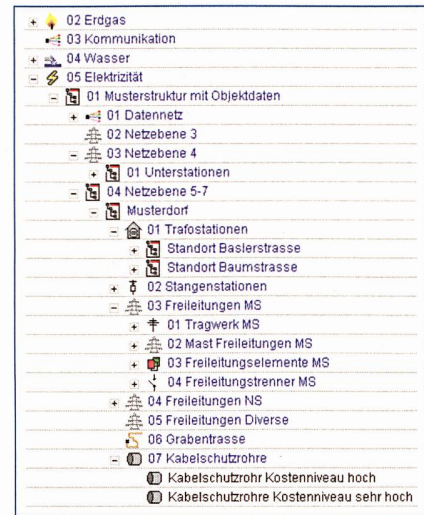 02 Erdgas
03 Kommunikation
04 Wasser
05 Elektrizität
01 Musterstruktur mit Objektdaten
01 Datennetz
02 Netzebene 3
03 Netzebene 4
01 Unterstationen
04 Netzebene 5-7
Musterdorf
01 Trafostationen
Standort Baslerstrasse
Standort Baumstrasse
02 Stangenstationen
03 Freileitungen MS
01 Tragwerk MS
02 Mast Freileitungen MS
03 Freileitungselemente MS
04 Freileitungstrenner MS
04 Freileitungen NS
05 Freileitungen Diverse
06 Grabentrasse
07 Kabelschutzrohre
Kabelschutzrohr Kostenniveau hoch
Kabelschutzrohre Kostenniveau sehr hoch